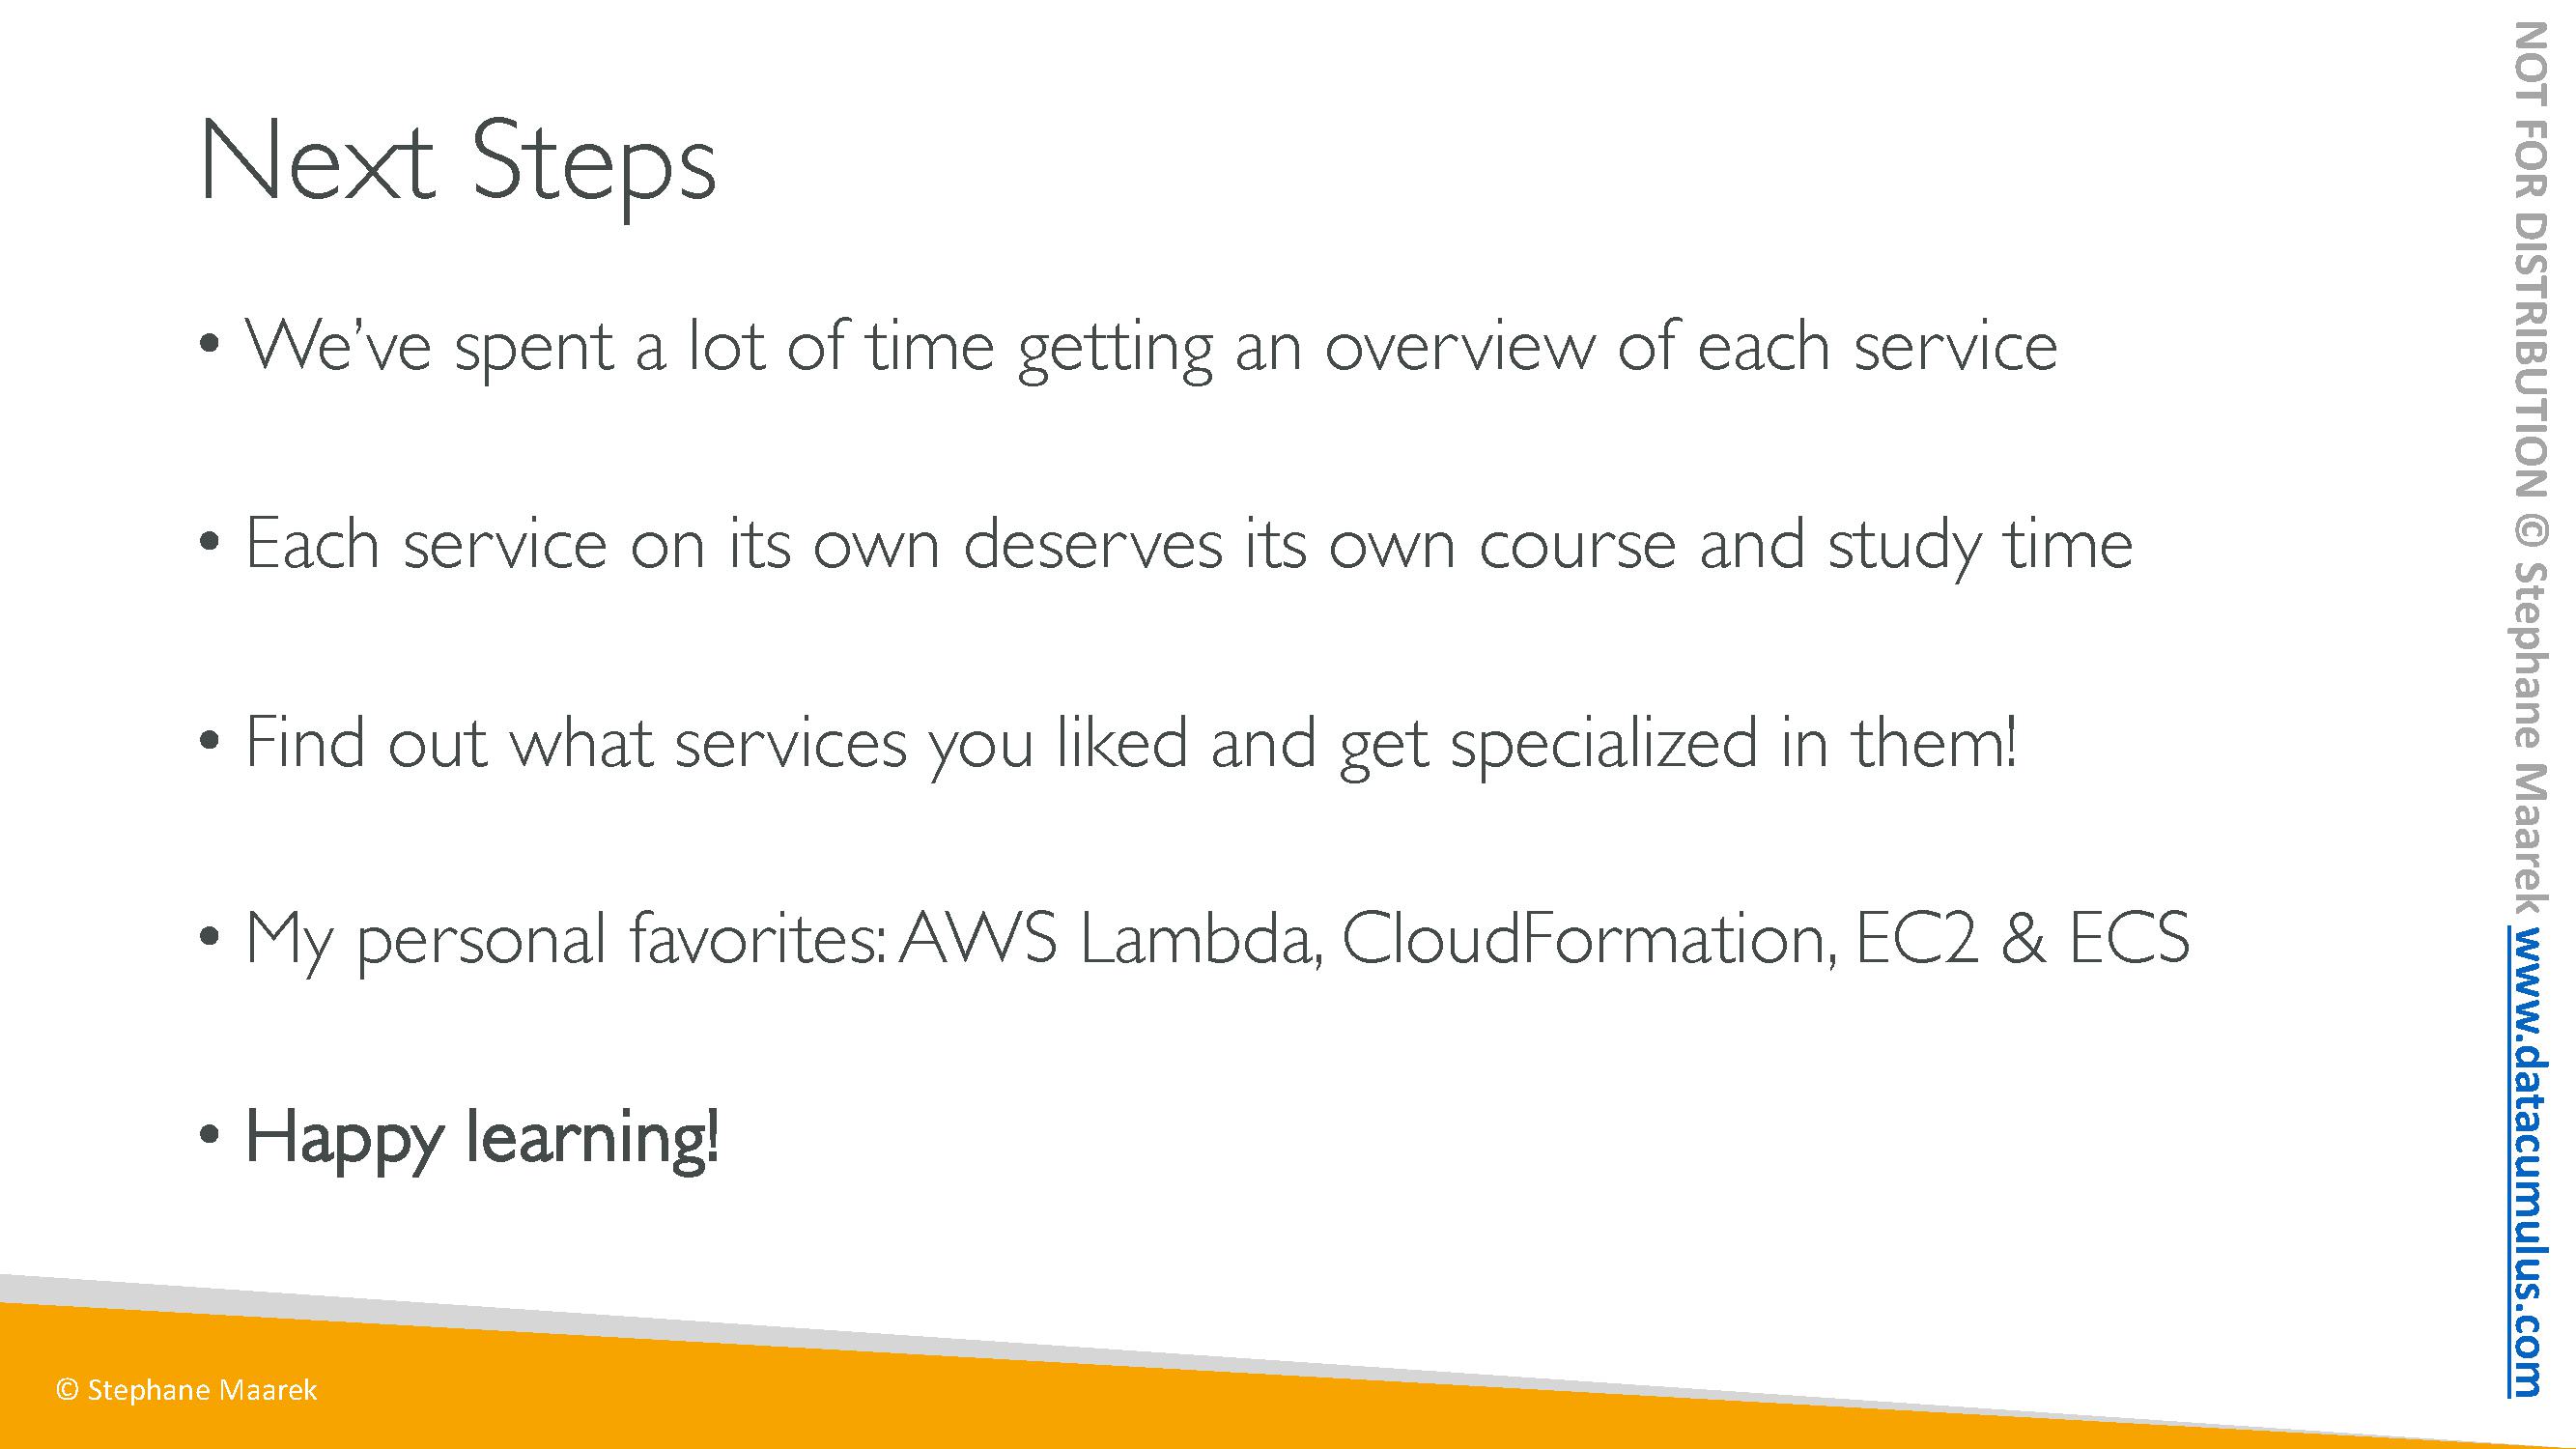 Next Steps
• We’ve spent a lot of time getting an overview of each service
• Each service on its own deserves its own course and study time
• Find out what services you liked and get specialized in them!
• My personal favorites: AWS Lambda, CloudFormation, EC2 & ECS
• Happy learning!
© Stephane Maarek
NOT FOR DISTRIBUTION © Stephane Maarek www.datacumulus.com